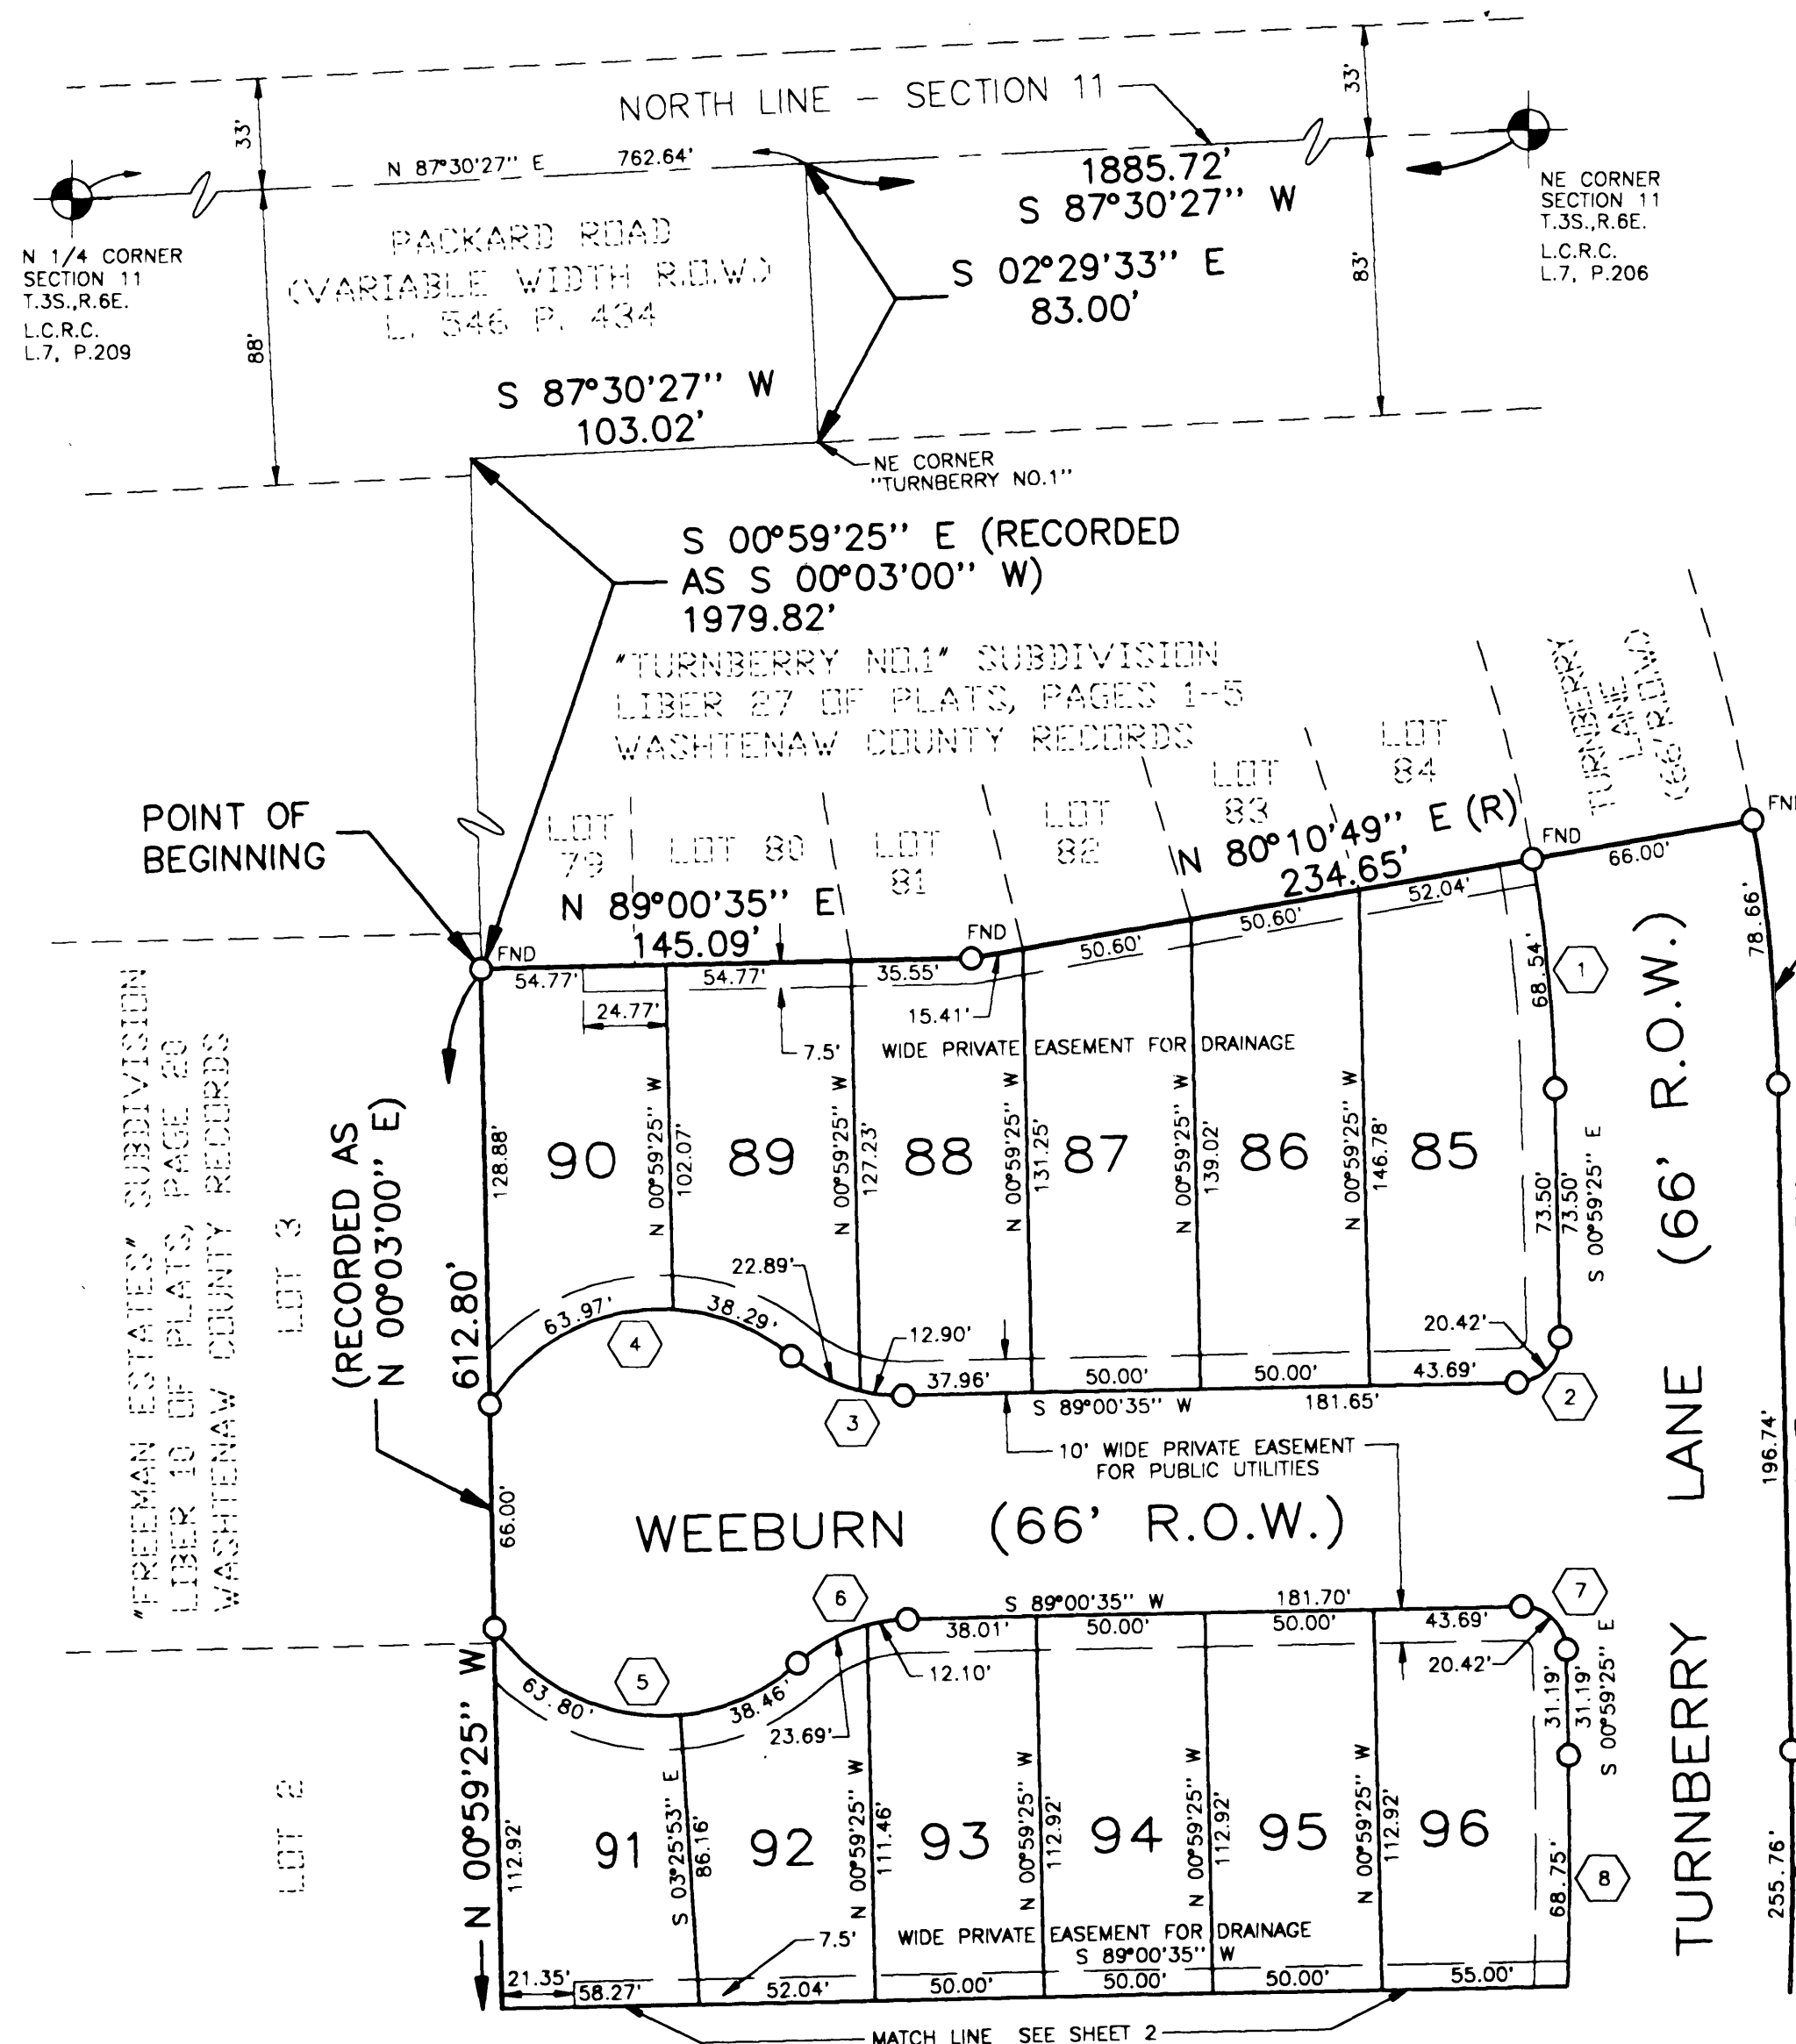 33'
33'
NORTH LINE - SECTION 11
N 87°30'27'' E 762.64'
1885.72'
S 87°30'27'' W
N 1/4 CORNER
SECTION 11
T.3S.,R.6E.
L.C.R.C.
L.7, P.209
NE CORNER
SECTION 11
T.3S.,R.6E.
L.C.R.C.
L.7, P.206
PACKARD ROAD
(VARIABLE WIDTH R.O.W.)
L. 546 P. 434
88'
83'
S 02°29'33'' E
83.00'
S 87°30'27'' W
103.02'
NE CORNER
"TURNBERRY NO.1"
S 00°59'25'' E (RECORDED
AS S 00°03'00'' W)
1979.82'
"TURNBERRY NO.1" SUBDIVISION
LIBER 27 OF PLATS, PAGES 1-5
WASHTENAW COUNTY RECORDS
TURNBERRY
LANE
(66' R.O.W.)
POINT OF
BEGINNING
LOT
79
LOT 80
LOT
81
LOT
82
LOT
83
LOT
84
N 89°00'35'' E
145.09'
N 80°10'49'' E (R)
234.65'
FND
FND
FND
FND
66.00'
54.77'
54.77'
35.55'
15.41'
50.60'
50.60'
52.04'
24.77'
7.5' WIDE PRIVATE EASEMENT FOR DRAINAGE
68.54'
1
78.66'
"FREEMAN ESTATES" SUBDIVISION
LIBER 10 OF PLATS, PAGE 20
WASHTENAW COUNTY RECORDS
LOT 3
(RECORDED AS
N 00°03'00'' E)
612.80'
128.88'
90
N 00°59'25'' W
102.07'
89
N 00°59'25'' W
127.23'
88
N 00°59'25'' W
131.25'
87
N 00°59'25'' W
139.02'
86
N 00°59'25'' W
146.78'
85
73.50'
73.50'
S 00°59'25'' E
63.97'
4
38.29'
22.89'
12.90'
3
37.96'
50.00'
50.00'
43.69'
20.42'
2
S 89°00'35'' W 181.65'
10' WIDE PRIVATE EASEMENT
FOR PUBLIC UTILITIES
66.00'
WEEBURN (66' R.O.W.)
TURNBERRY LANE (66' R.O.W.)
196.74'
255.76'
S 89°00'35'' W 181.70'
6
7
38.01'
50.00'
50.00'
43.69'
20.42'
12.10'
23.69'
63.80'
5
38.46'
31.19'
31.19'
S 00°59'25'' E
LOT 2
N 00°59'25'' W
112.92'
91
S 03°25'53'' E
86.16'
92
N 00°59'25'' W
111.46'
93
N 00°59'25'' W
112.92'
94
N 00°59'25'' W
112.92'
95
N 00°59'25'' W
112.92'
96
68.75'
8
7.5' WIDE PRIVATE EASEMENT FOR DRAINAGE
S 89°00'35'' W
21.35'
58.27'
52.04'
50.00'
50.00'
50.00'
55.00'
MATCH LINE SEE SHEET 2